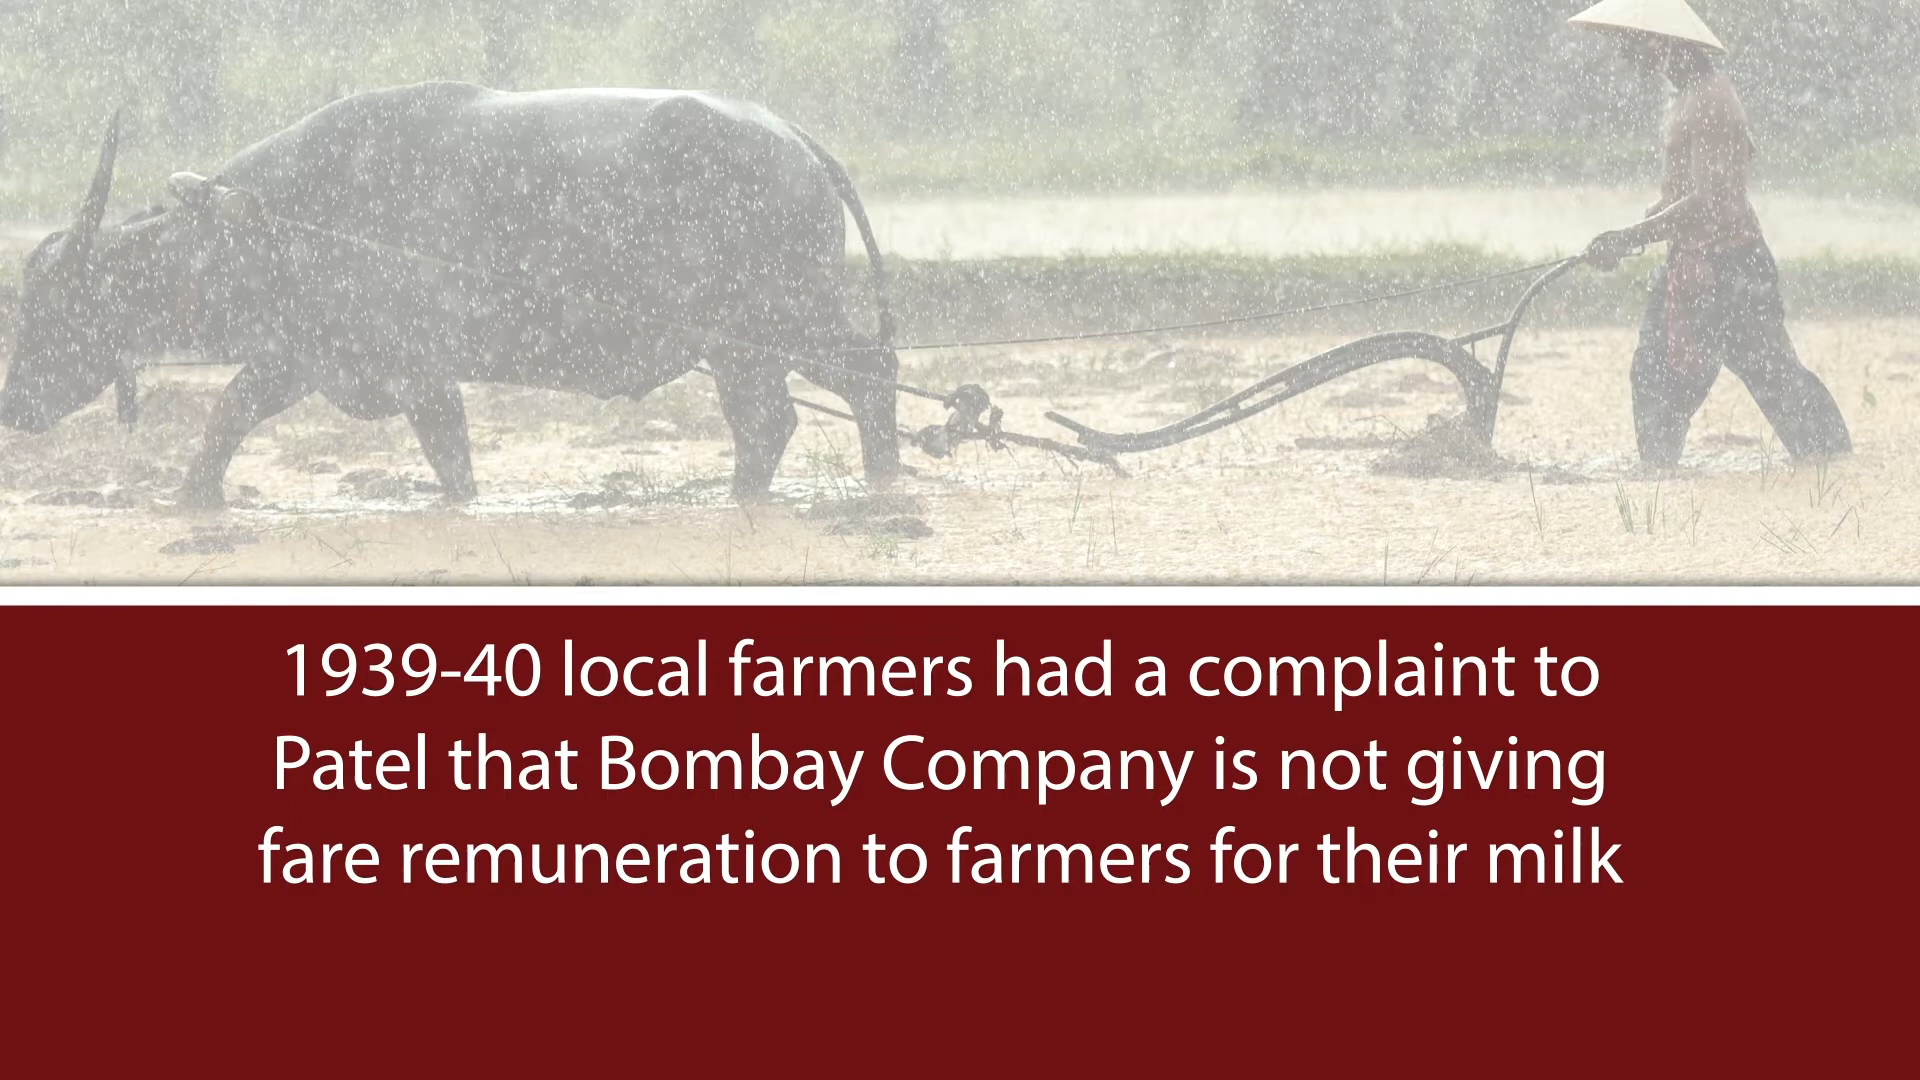 1939-40 local farmers had a complaint to
Patel that Bombay Company is not giving
fare remuneration to farmers for their milk